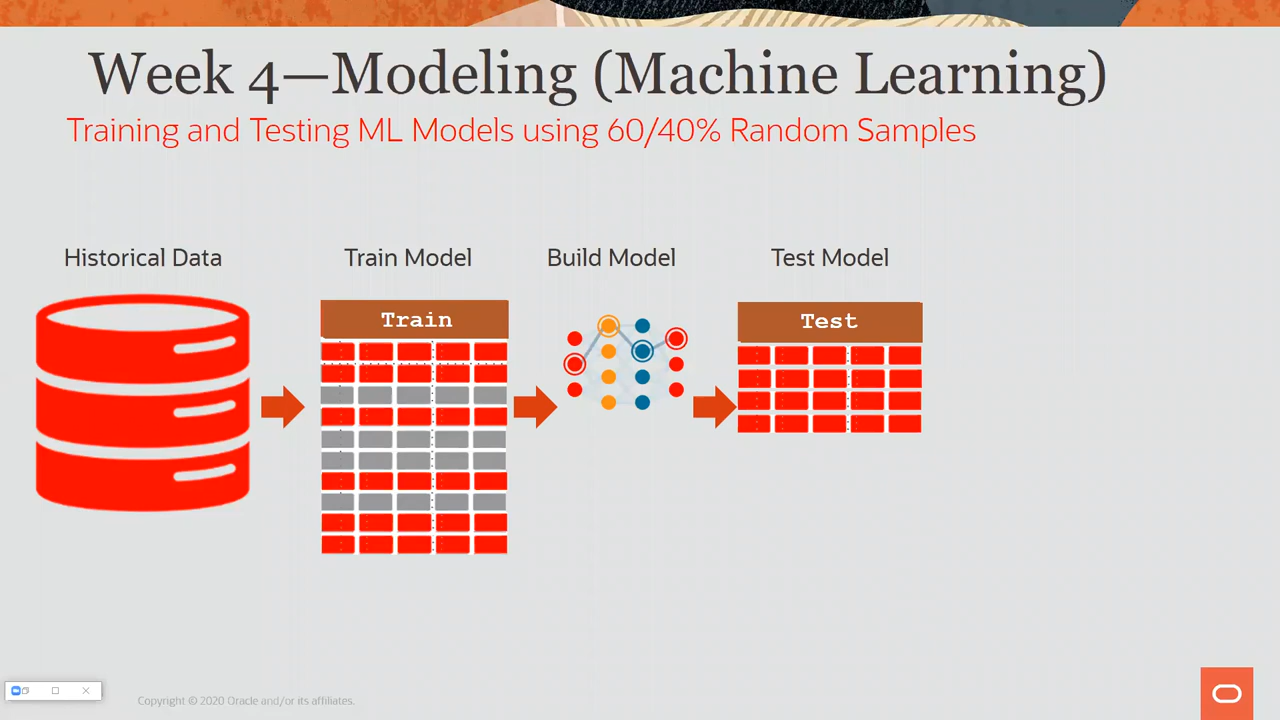 Week 4—Modeling (Machine Learning)
Training and Testing ML Models using 60/40% Random Samples
Historical Data
Train Model
Build Model
Test Model
Train
Test
Copyright © 2020 Oracle and/or its affiliates.